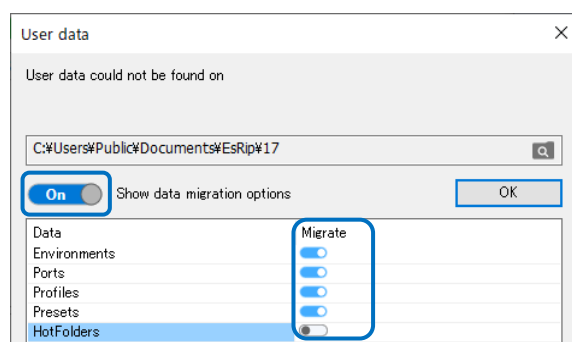 User data
User data could not be found on
C:¥Users¥Public¥Documents¥EsRip¥17
On Show data migration options OK
Data Migrate
Environments
Ports
Profiles
Presets
HotFolders